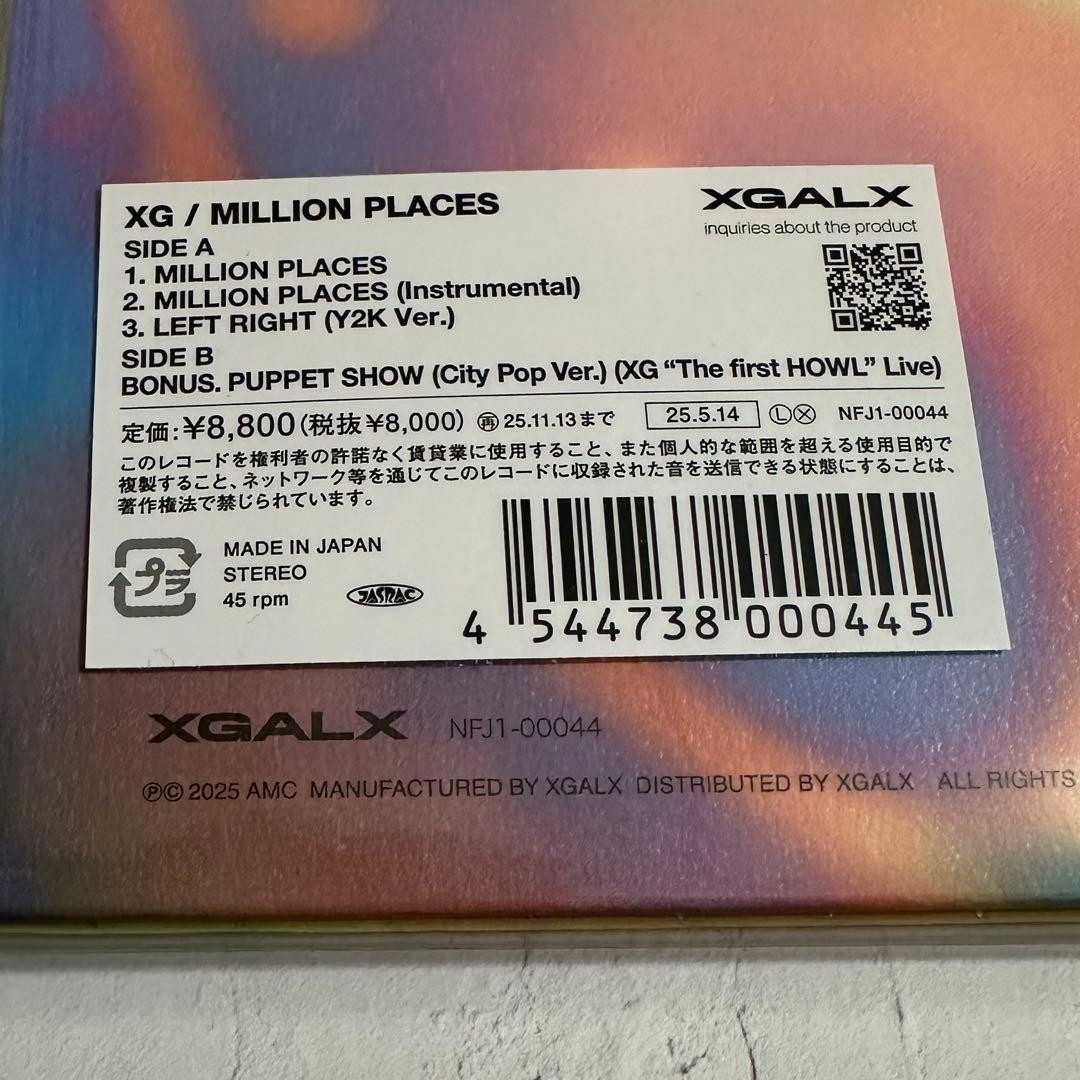 XG / MILLION PLACES
SIDE A
1. MILLION PLACES
2. MILLION PLACES (Instrumental)
3. LEFT RIGHT (Y2K Ver.)
SIDE B
BONUS. PUPPET SHOW (City Pop Ver.) (XG “The first HOWL” Live)
XGALX
inquiries about the product
定価:¥8,800(税抜¥8,000) ㊞25.11.13まで 25.5.14 ⓁⓍ NFJ1-00044
このレコードを権利者の許諾なく賃貸業に使用すること、また個人的な範囲を超える使用目的で
複製すること、ネットワーク等を通じてこのレコードに収録された音を送信できる状態にすることは、
著作権法で禁じられています。
プラ
MADE IN JAPAN
STEREO
45 rpm
JASRAC
4 544738 000445
XGALX NFJ1-00044
ⓅⒸ 2025 AMC MANUFACTURED BY XGALX DISTRIBUTED BY XGALX ALL RIGHTS